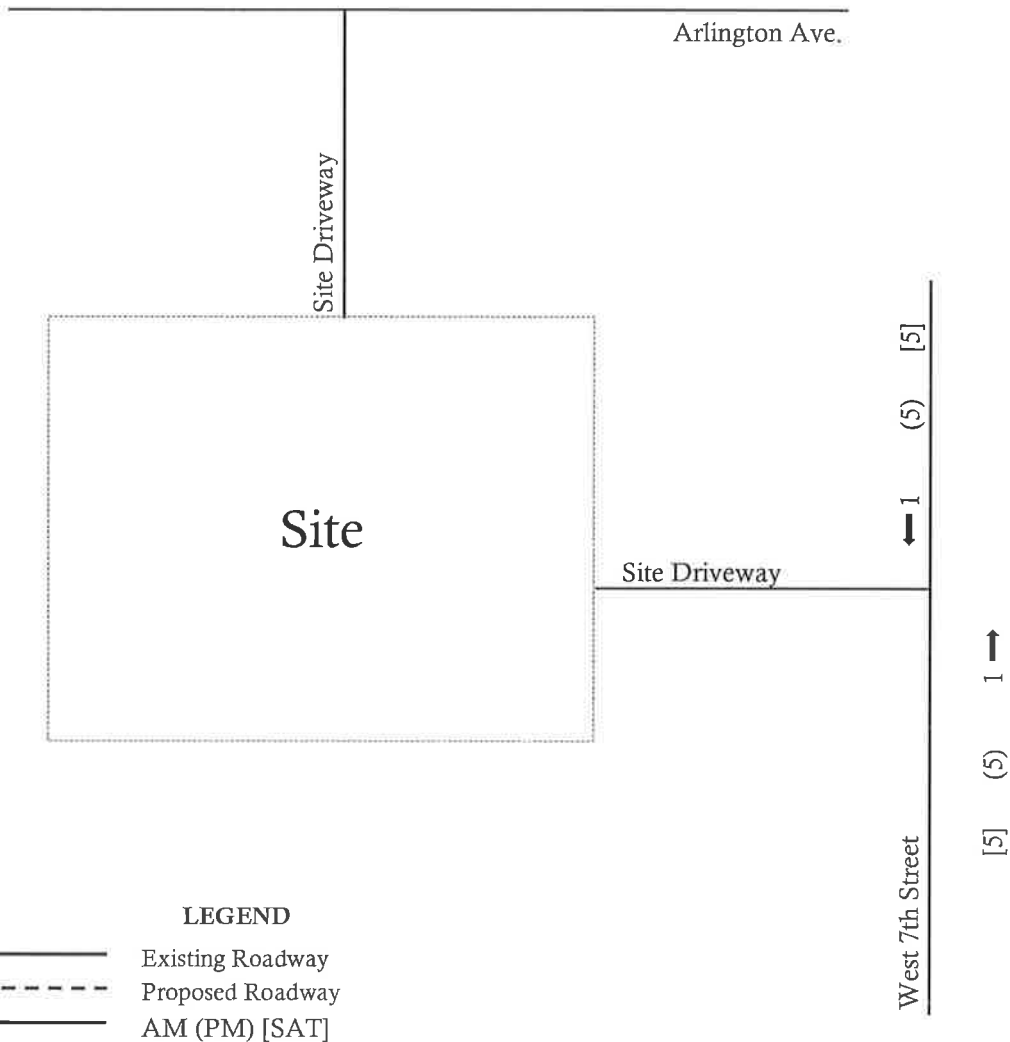 Arlington Ave.
Site Driveway
[5]
(5)
1
Site
Site Driveway
1
(5)
[5]
West 7th Street
LEGEND
Existing Roadway
Proposed Roadway
AM (PM) [SAT]